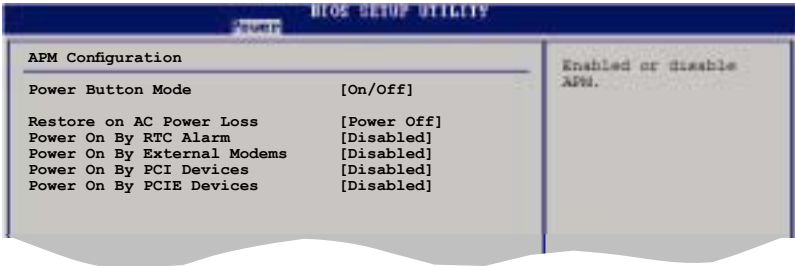 BIOS SETUP UTILITY
Power
APM Configuration
Power Button Mode [On/Off]
Restore on AC Power Loss [Power Off]
Power On By RTC Alarm [Disabled]
Power On By External Modems [Disabled]
Power On By PCI Devices [Disabled]
Power On By PCIE Devices [Disabled]
Enabled or disable
APM.